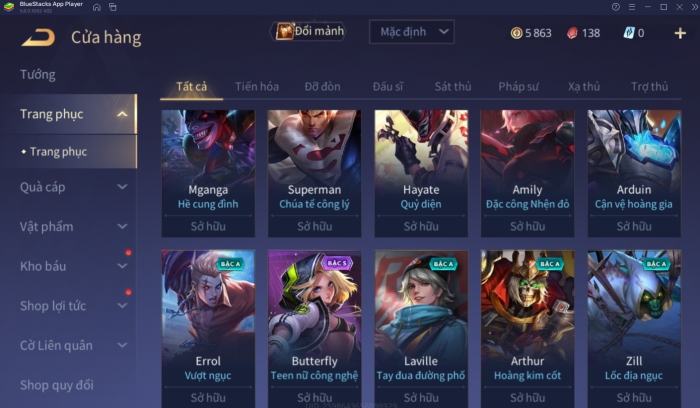 BlueStacks App Player
Cửa hàng
Đổi mảnh
Mặc định
5 863
138
0
Tướng
Trang phục
Trang phục
Quà cáp
Vật phẩm
Kho báu
Shop lợi tức
Cờ Liên quân
Shop quy đổi
Tất cả Tiến hóa Đỡ đòn Đấu sĩ Sát thủ Pháp sư Xạ thủ Trợ thủ
Mganga Superman Hayate Amily Arduin
Hề cung đình Chúa tể công lý Quỷ diện Đặc công Nhện đỏ Cận vệ hoàng gia
Sở hữu Sở hữu Sở hữu Sở hữu Sở hữu
BẬC A BẬC S BẬC A BẬC A BẬC A
Errol Butterfly Laville Arthur Zill
Vượt ngục Teen nữ công nghệ Tay đua đường phố Hoàng kim cốt Lốc địa ngục
Sở hữu Sở hữu Sở hữu Sở hữu Sở hữu